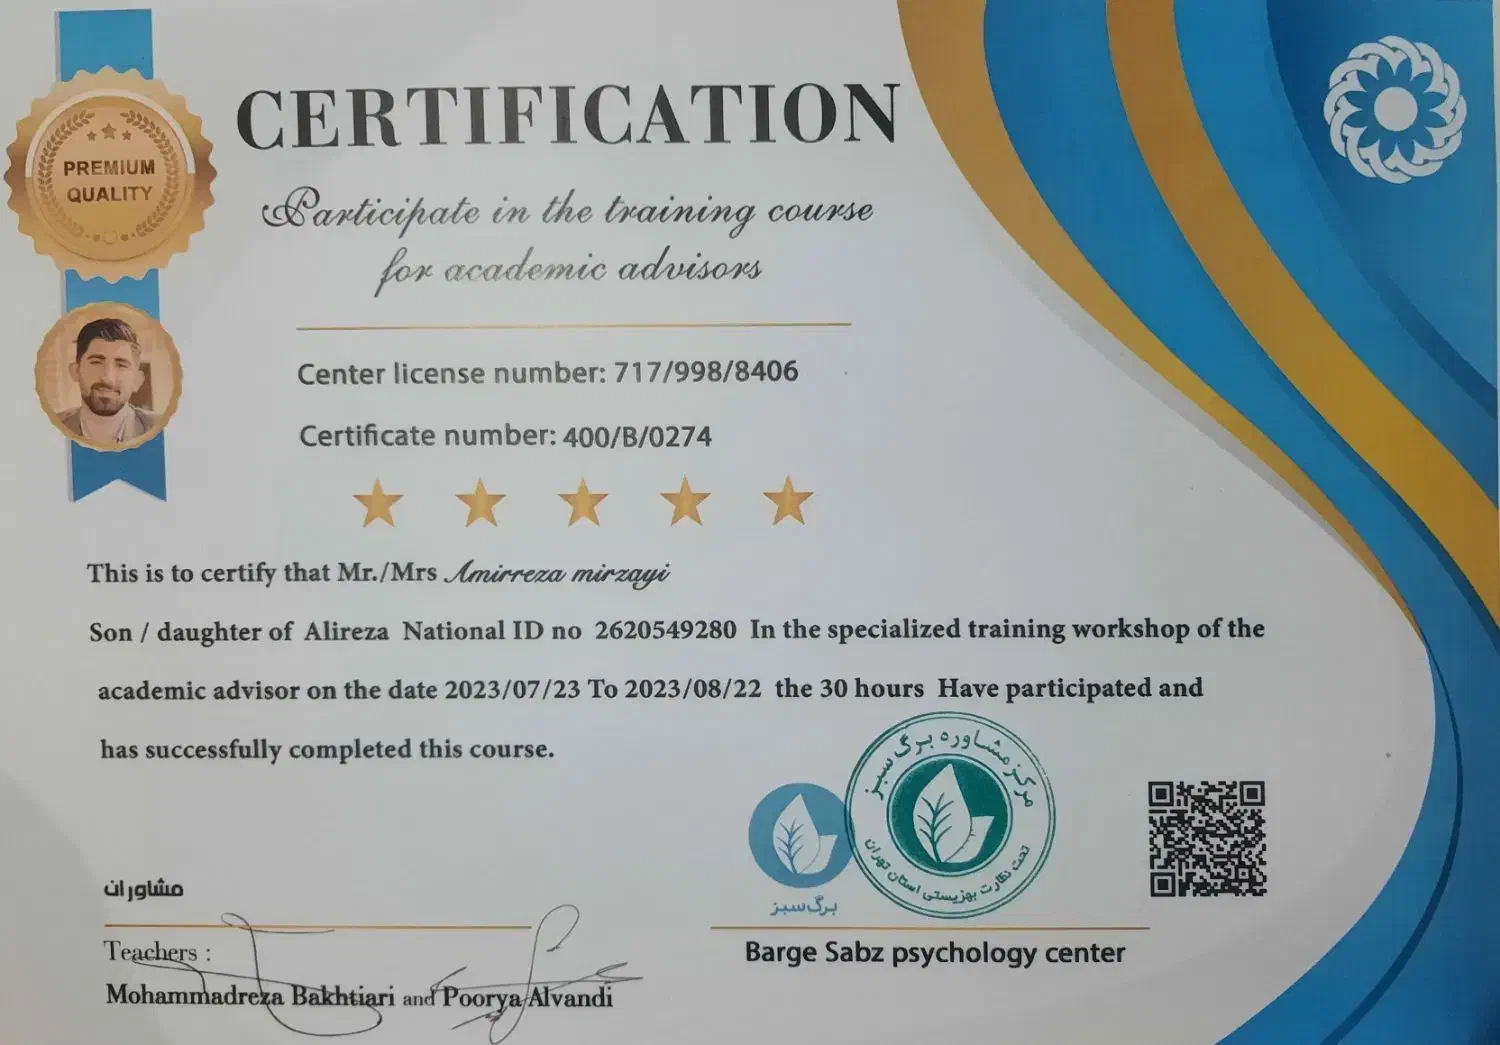 CERTIFICATION
Participate in the training course
for academic advisors
PREMIUM
QUALITY
Center license number: 717/998/8406
Certificate number: 400/B/0274
This is to certify that Mr./Mrs Amirreza mirzayi
Son / daughter of Alireza National ID no 2620549280 In the specialized training workshop of the
academic advisor on the date 2023/07/23 To 2023/08/22 the 30 hours Have participated and
has successfully completed this course.
مرکز مشاوره برگ سبز
تحت نظارت بهزیستی استان تهران
برگ سبز
مشاوران
Teachers :
Mohammadreza Bakhtiari and Poorya Alvandi
Barge Sabz psychology center